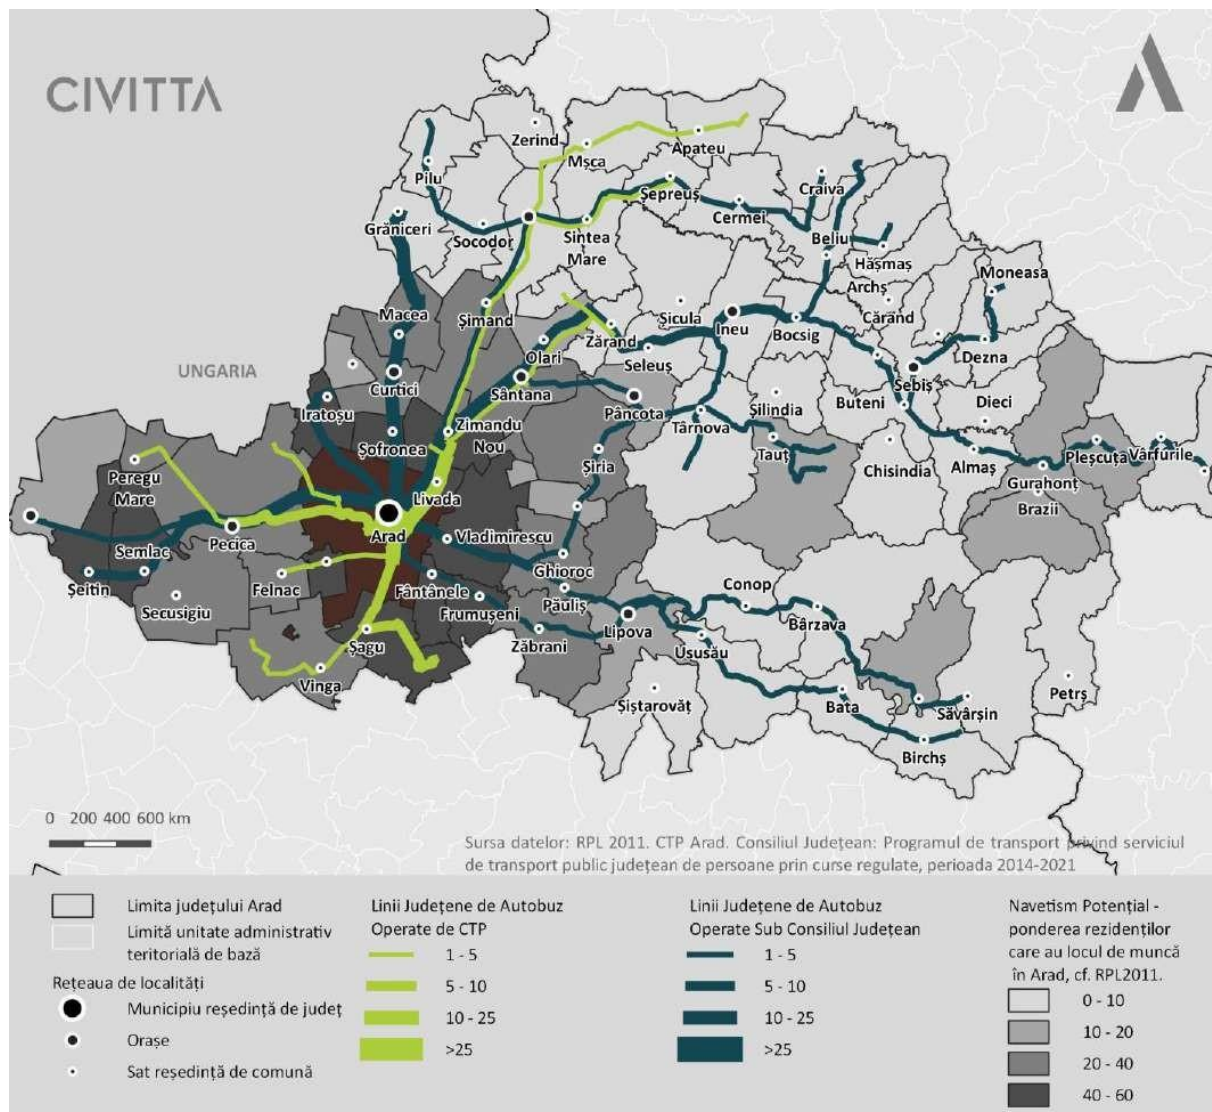 CIVITTA
Zerind
Mșca
Apateu
Pilu
Șepreuș
Craiva
Cermei
Grăniceri
Socodor
Sintea
Mare
Beliu
Hășmaș
Moneasa
Archș
Macea
Șimand
Cărand
Șicula
Ineu
Zărand
Bocsig
Olari
Seleuș
Dezna
UNGARIA
Curtici
Sântana
Sebiș
Iratoșu
Pâncota
Șilindia
Buteni
Dieci
Zimandu
Nou
Târnova
Șofronea
Tauț
Șiria
Chisindia
Almaș
Pleșcuța
Vârfurile
Peregu
Mare
Gurahonț
Livada
Brazii
Arad
Vladimirescu
Pecica
Semlac
Ghioroc
Șeitin
Felnac
Fântânele
Conop
Secusigiu
Frumușeni
Păuliș
Bârzava
Lipova
Șagu
Zăbrani
Ususău
Vinga
Petrș
Șiștarovăț
Bata
Săvârșin
Birchș
0 200 400 600 km
Sursa datelor: RPL 2011. CTP Arad. Consiliul Județean: Programul de transport privind serviciul
de transport public județean de persoane prin curse regulate, perioada 2014-2021
Limita județului Arad
Limită unitate administrativ
teritorială de bază
Rețeaua de localități
Municipiu reședință de județ
Orașe
Sat reședință de comună
Linii Județene de Autobuz
Operate de CTP
1 - 5
5 - 10
10 - 25
>25
Linii Județene de Autobuz
Operate Sub Consiliul Județean
1 - 5
5 - 10
10 - 25
>25
Navetism Potențial -
ponderea rezidenților
care au locul de muncă
în Arad, cf. RPL2011.
0 - 10
10 - 20
20 - 40
40 - 60